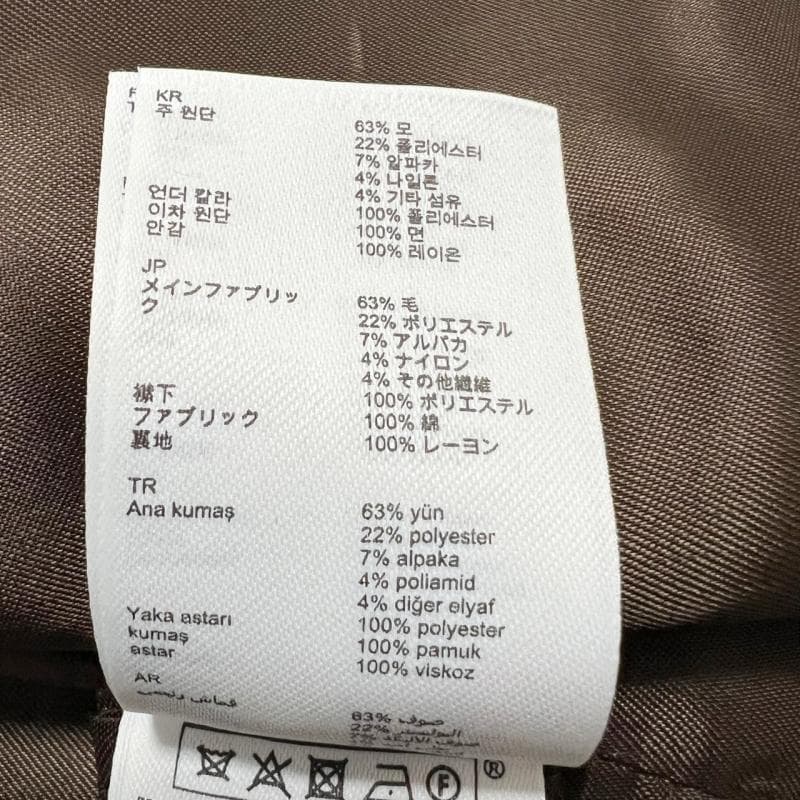 KR
주 원단
63% 모
22% 폴리에스터
7% 알파카
4% 나일론
4% 기타 섬유
언더 칼라 100% 폴리에스터
이차 원단 100% 면
안감 100% 레이온
JP
メインファブリッ
ク
63% 毛
22% ポリエステル
7% アルパカ
4% ナイロン
4% その他繊維
襟下 100% ポリエステル
ファブリック 100% 綿
裏地 100% レーヨン
TR
Ana kumaş 63% yün
22% polyester
7% alpaka
4% poliamid
4% diğer elyaf
Yaka astarı 100% polyester
kumaş 100% pamuk
astar 100% viskoz
AR
63% صوف
22%
F
®